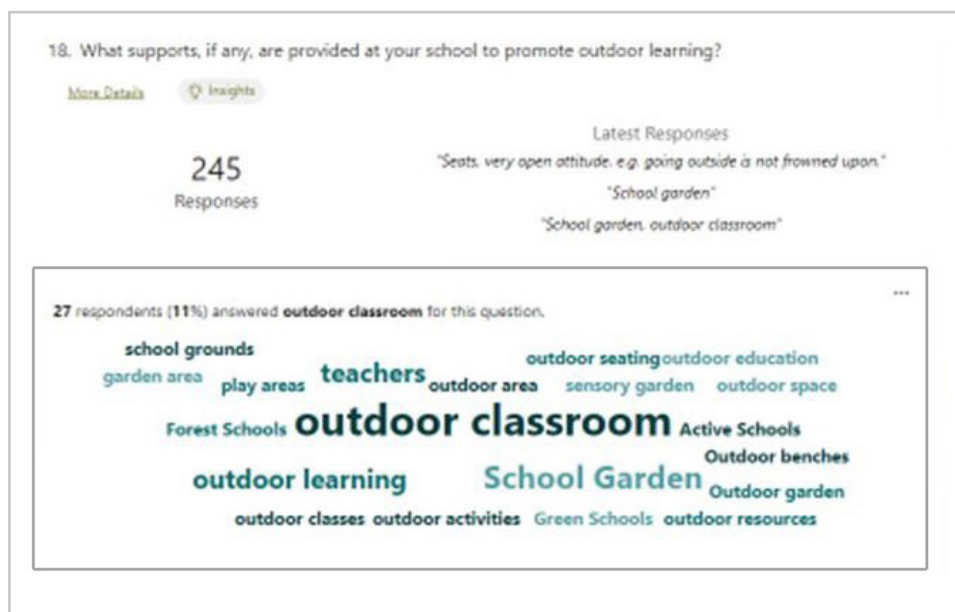 18. What supports, if any, are provided at your school to promote outdoor learning?
More Details
Insights
245
Responses
Latest Responses
"Seats, very open attitude. e.g. going outside is not frowned upon."
"School garden"
"School garden, outdoor classroom"
...
27 respondents (11%) answered outdoor classroom for this question.
school grounds
outdoor seating outdoor education
garden area play areas teachers outdoor area sensory garden outdoor space
Forest Schools outdoor classroom Active Schools
Outdoor benches
outdoor learning School Garden Outdoor garden
outdoor classes outdoor activities Green Schools outdoor resources